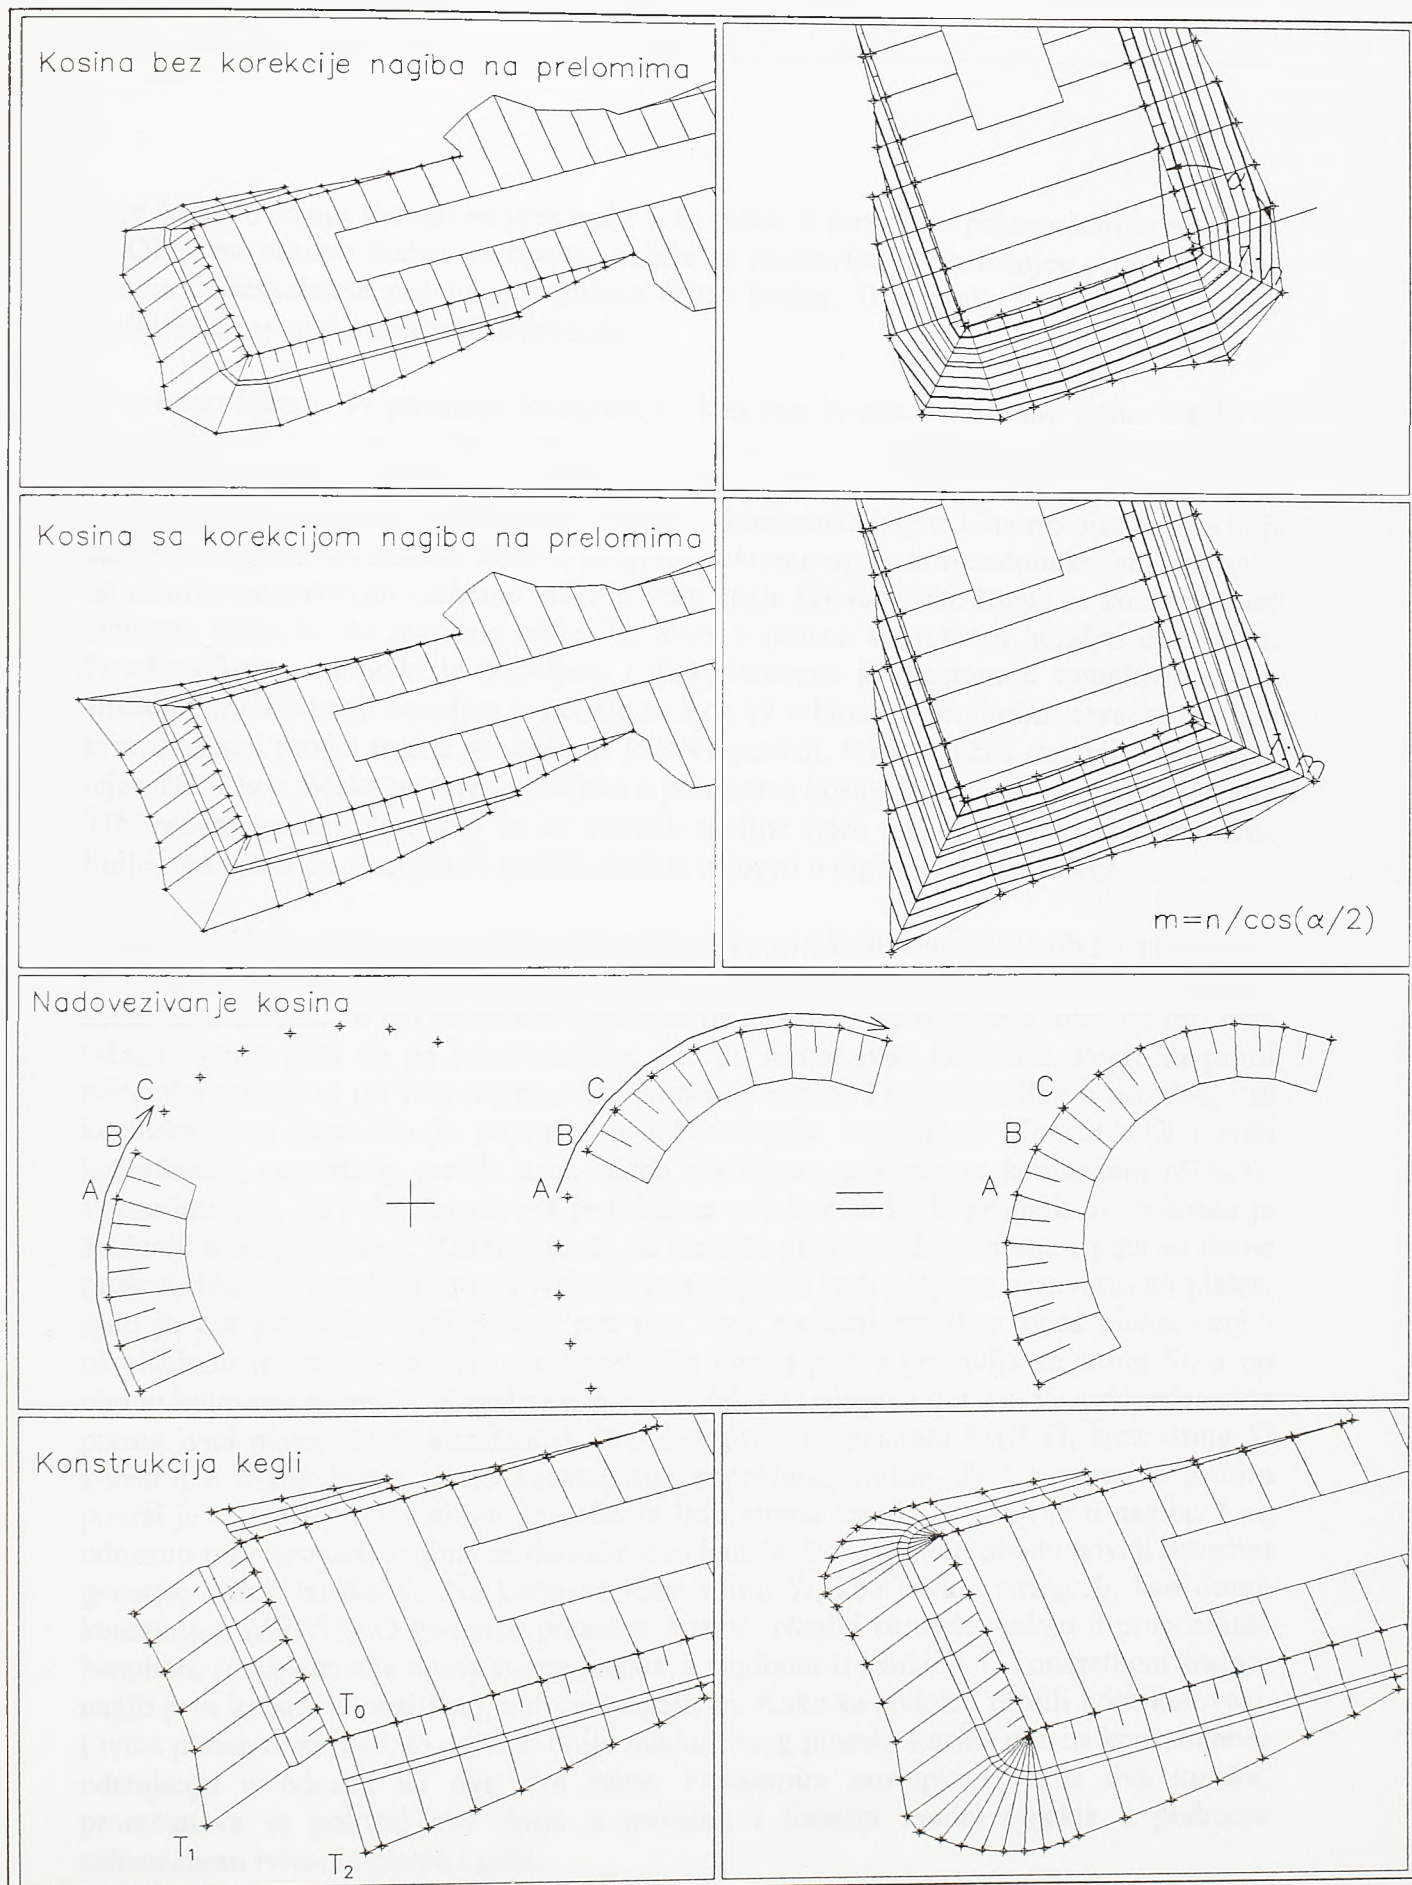 Kosina bez korekcije nagiba na prelomima
α
Kosina sa korekcijom nagiba na prelomima
m=n/cos(α/2)
Nadovezivanje kosina
C
B
A
C
B
A
C
B
A
Konstrukcija kegli
T₀
T₁
T₂